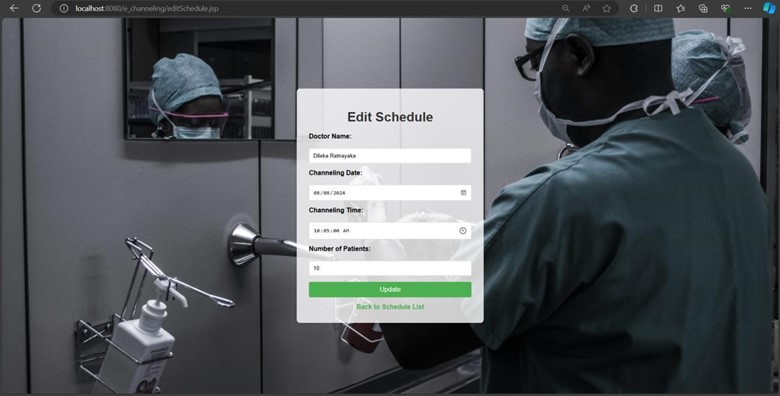 localhost:8080/e_channeling/editSchedule.jsp
Edit Schedule
Doctor Name:
Dileka Ratnayaka
Channeling Date:
08/08/2024
Channeling Time:
10:05:00 AM
Number of Patients:
10
Update
Back to Schedule List